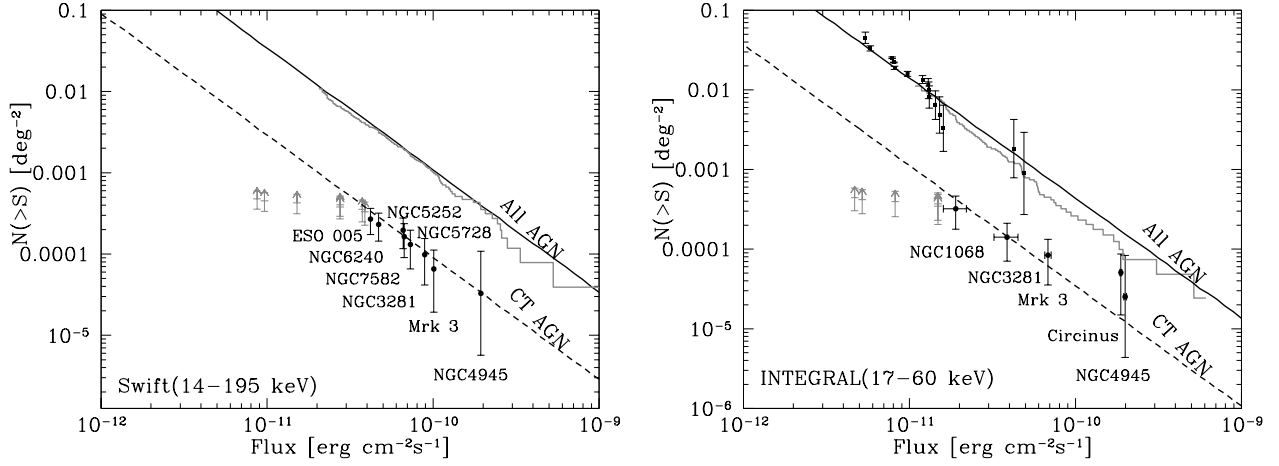 0.1
0.01
0.001
0.0001
10⁻⁵
N(>S) [deg⁻²]
NGC5252
NGC5728
ESO 005
NGC6240
NGC7582
NGC3281
Mrk 3
NGC4945
All AGN
CT AGN
Swift(14−195 keV)
10⁻¹² 10⁻¹¹ 10⁻¹⁰ 10⁻⁹
Flux [erg cm⁻²s⁻¹]
0.1
0.01
0.001
0.0001
10⁻⁵
10⁻⁶
N(>S) [deg⁻²]
NGC1068
NGC3281
Mrk 3
Circinus
NGC4945
All AGN
CT AGN
INTEGRAL(17−60 keV)
10⁻¹² 10⁻¹¹ 10⁻¹⁰ 10⁻⁹
Flux [erg cm⁻²s⁻¹]